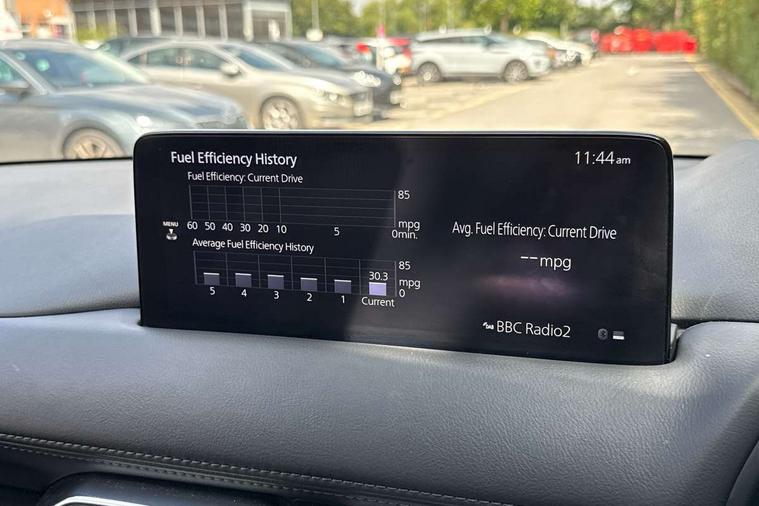 Fuel Efficiency History
11:44 am
Fuel Efficiency: Current Drive
85
mpg
60 50 40 30 20 10 5 0min.
MENU
Average Fuel Efficiency History
85
30.3
mpg
0
5 4 3 2 1 Current
Avg. Fuel Efficiency: Current Drive
-- mpg
BBC Radio2